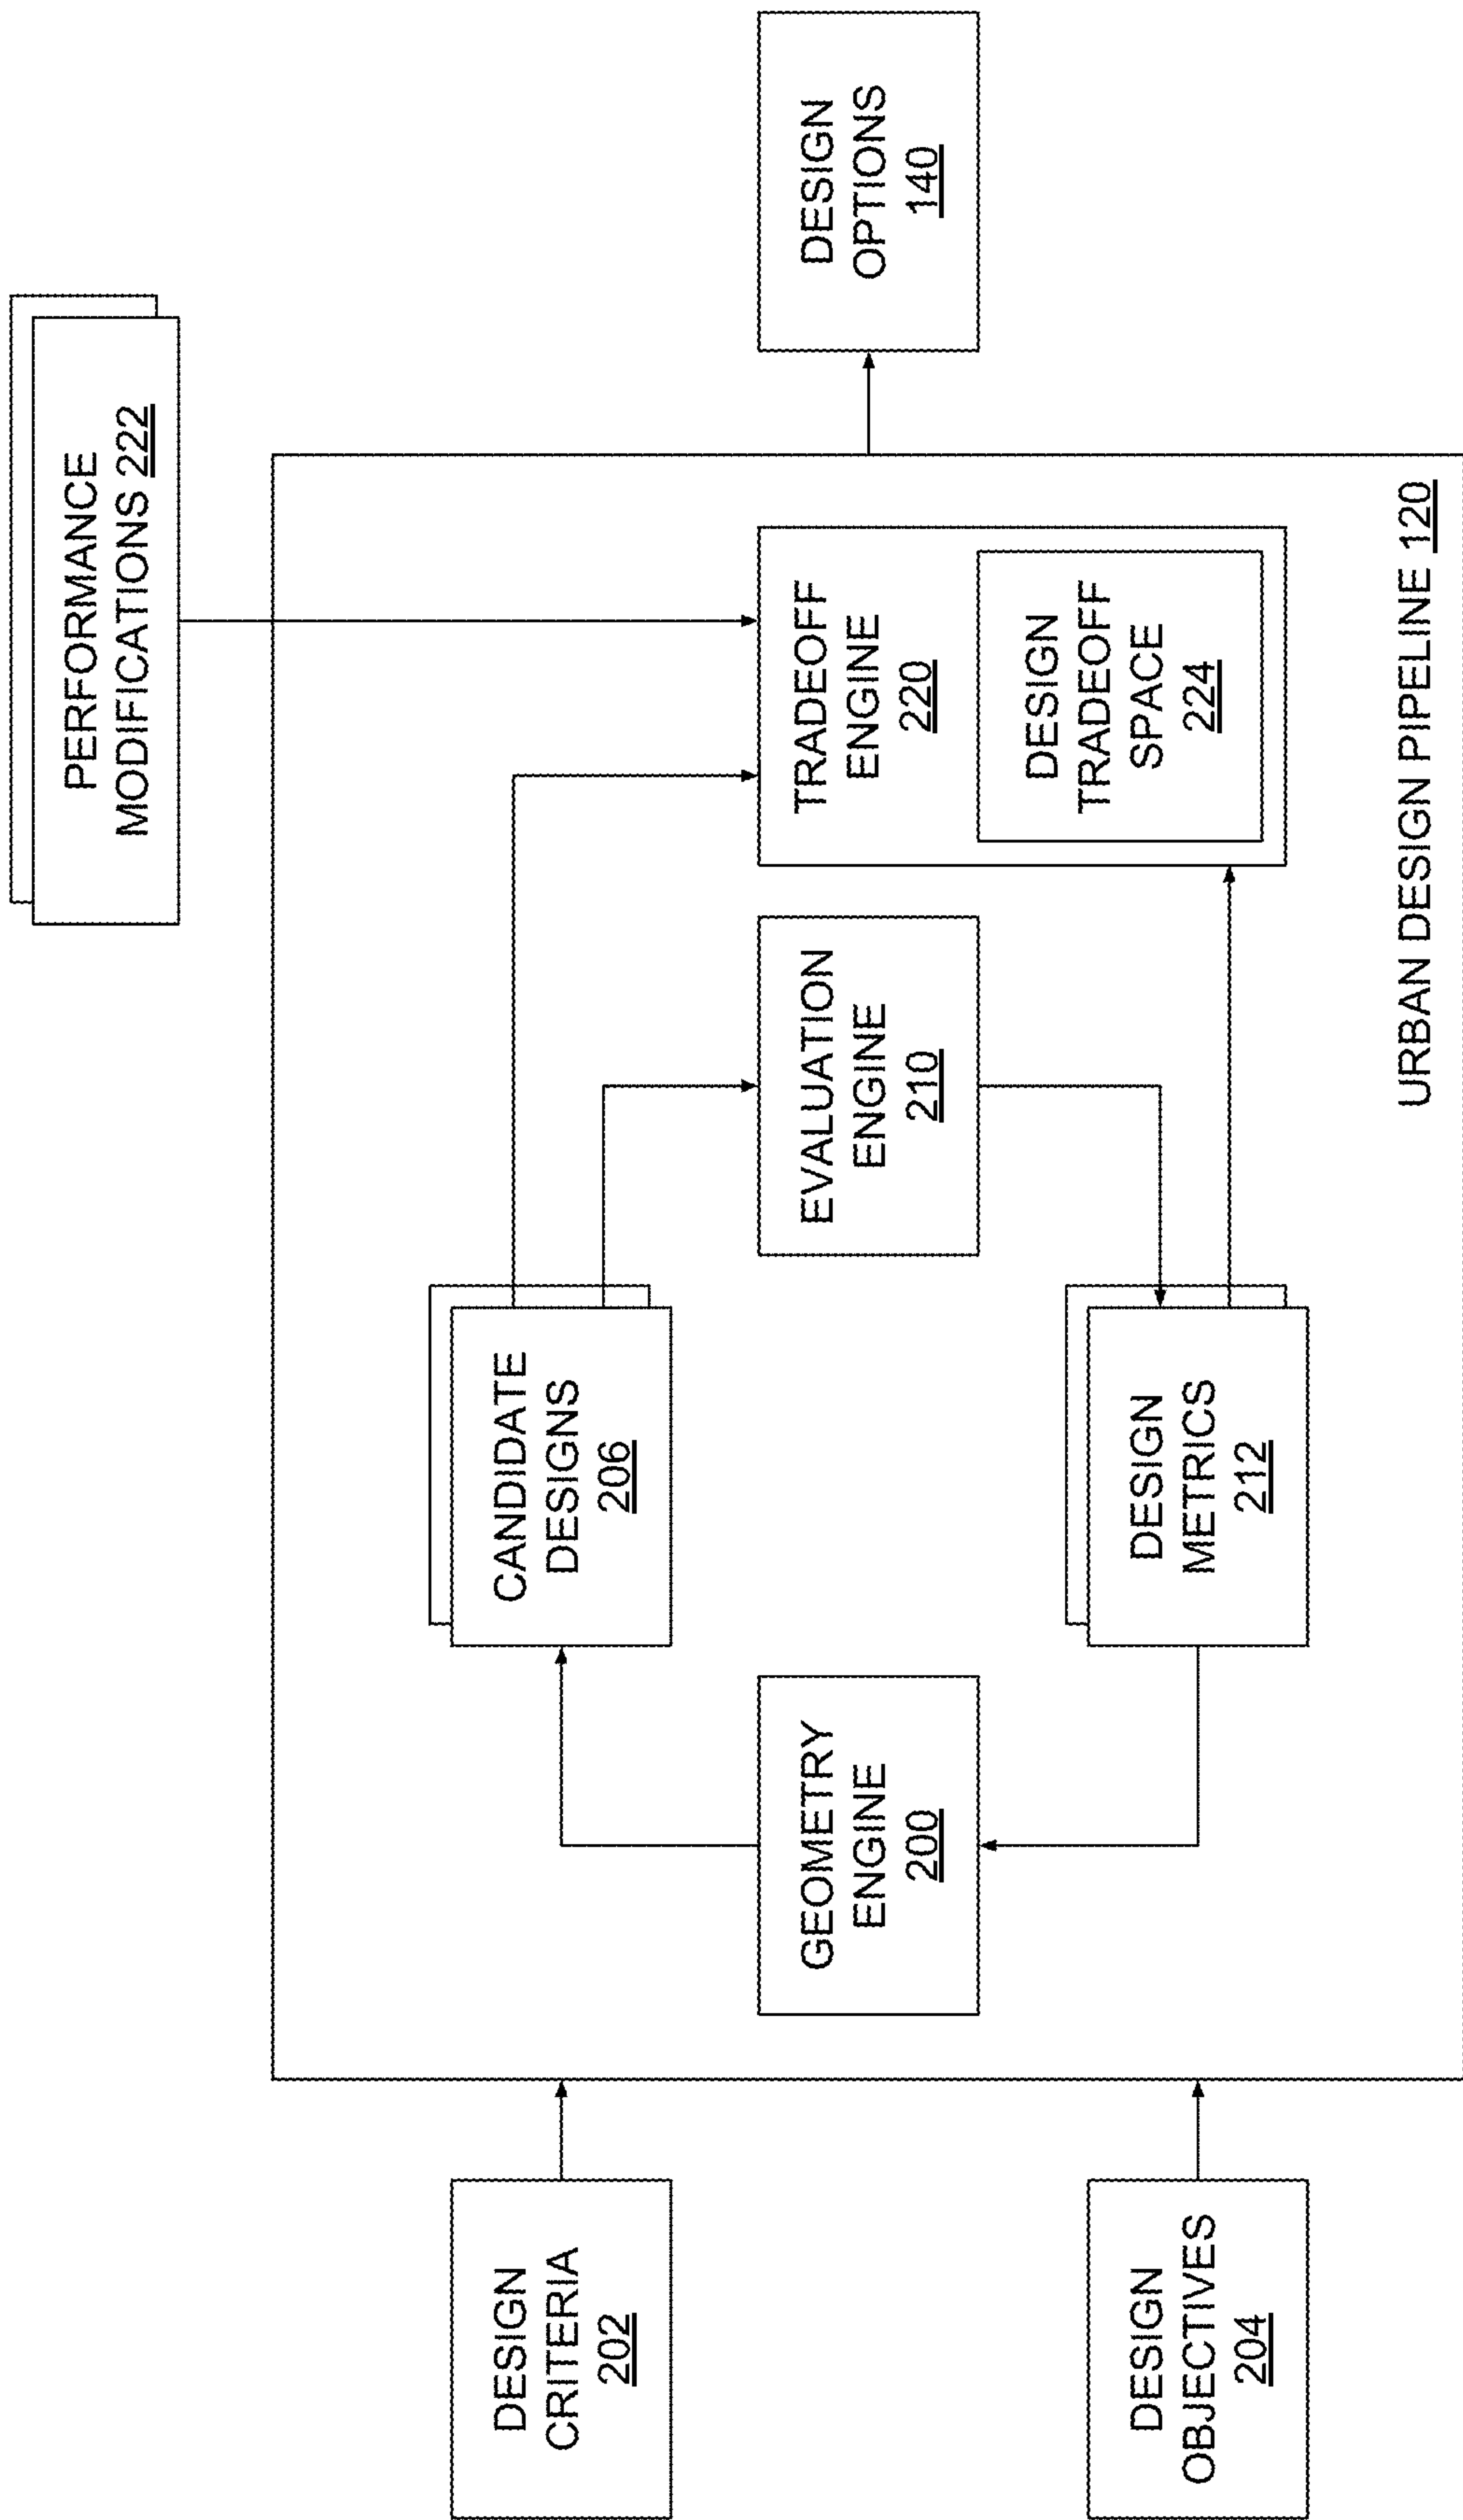 PERFORMANCE
MODIFICATIONS 222
DESIGN
CRITERIA
202
CANDIDATE
DESIGNS
206
GEOMETRY
ENGINE
200
EVALUATION
ENGINE
210
TRADEOFF
ENGINE
220
DESIGN
TRADEOFF
SPACE
224
DESIGN
OPTIONS
140
DESIGN
OBJECTIVES
204
DESIGN
METRICS
212
URBAN DESIGN PIPELINE 120